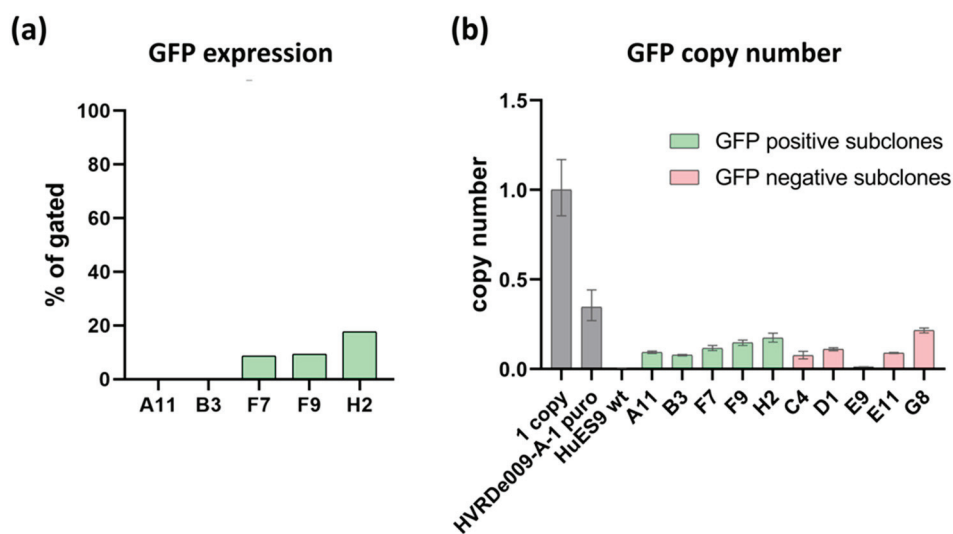 (a)
GFP expression
% of gated
100
80
60
40
20
0
A11 B3 F7 F9 H2
(b)
GFP copy number
copy number
1.5
1.0
0.5
0.0
GFP positive subclones
GFP negative subclones
1 copy
HVRDe009-A-1 puro
HuES9 wt
A11
B3
F7
F9
H2
C4
D1
E9
E11
G8